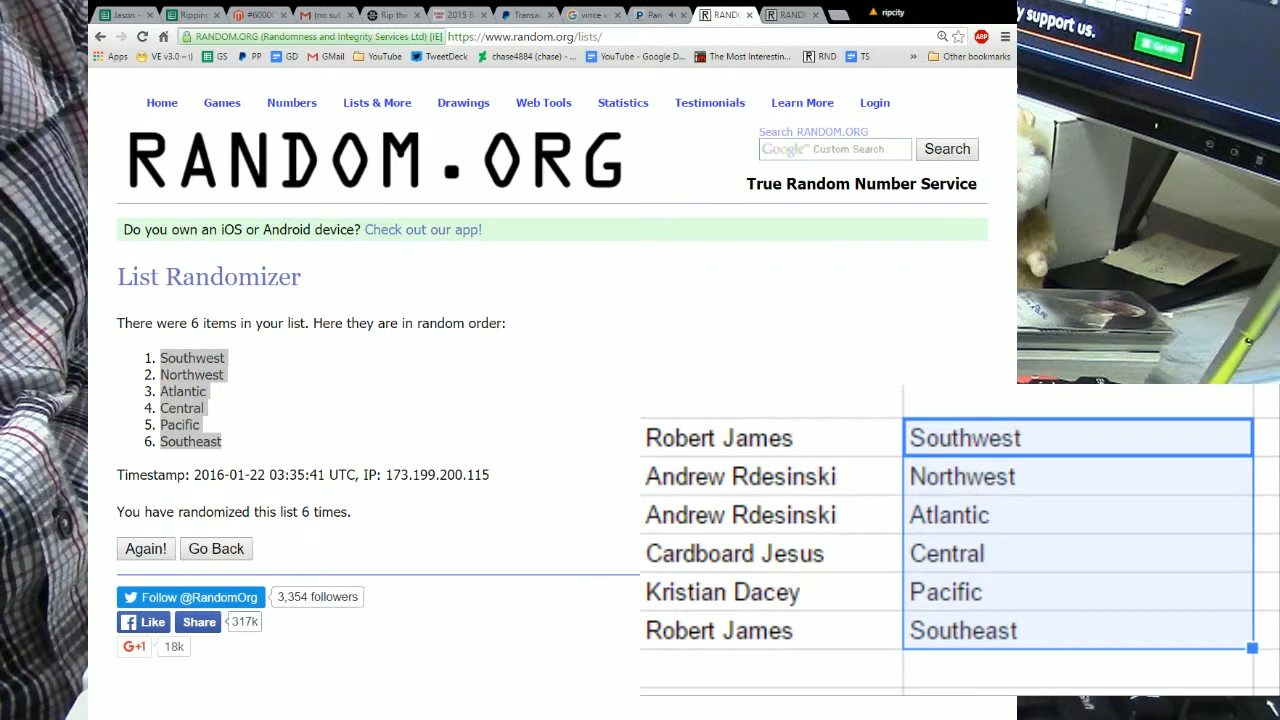 Jason -
Ripping
#6000
M (no sub
Rip this
2015 6
Transac
vince s
Pan
RAND
RAND
ripcity
RANDOM.ORG (Randomness and Integrity Services Ltd) [IE] https://www.random.org/lists/
Apps VE v3.0 ~:) GS PP GD GMail YouTube TweetDeck chase4884 (chase) - ... YouTube - Google D... The Most Interestin... RND TS » Other bookmarks
Home Games Numbers Lists & More Drawings Web Tools Statistics Testimonials Learn More Login
RANDOM.ORG
Search RANDOM.ORG
Google™ Custom Search Search
True Random Number Service
Do you own an iOS or Android device? Check out our app!
List Randomizer
There were 6 items in your list. Here they are in random order:
1. Southwest
2. Northwest
3. Atlantic
4. Central
5. Pacific
6. Southeast
Timestamp: 2016-01-22 03:35:41 UTC, IP: 173.199.200.115
You have randomized this list 6 times.
Again! Go Back
Follow @RandomOrg 3,354 followers
Like Share 317k
G+1 18k
Robert James Southwest
Andrew Rdesinski Northwest
Andrew Rdesinski Atlantic
Cardboard Jesus Central
Kristian Dacey Pacific
Robert James Southeast
y support us.